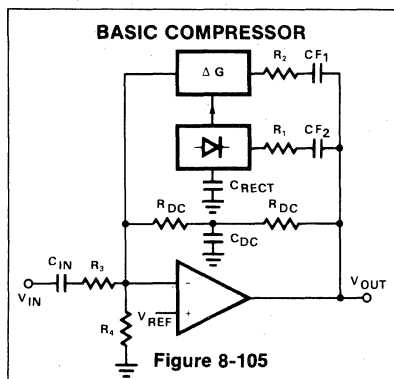 BASIC COMPRESSOR
ΔG
R2
CF1
R1
CF2
CRECT
RDC
RDC
CDC
CIN
R3
VIN
R4
VREF
-
+
VOUT
Figure 8-105